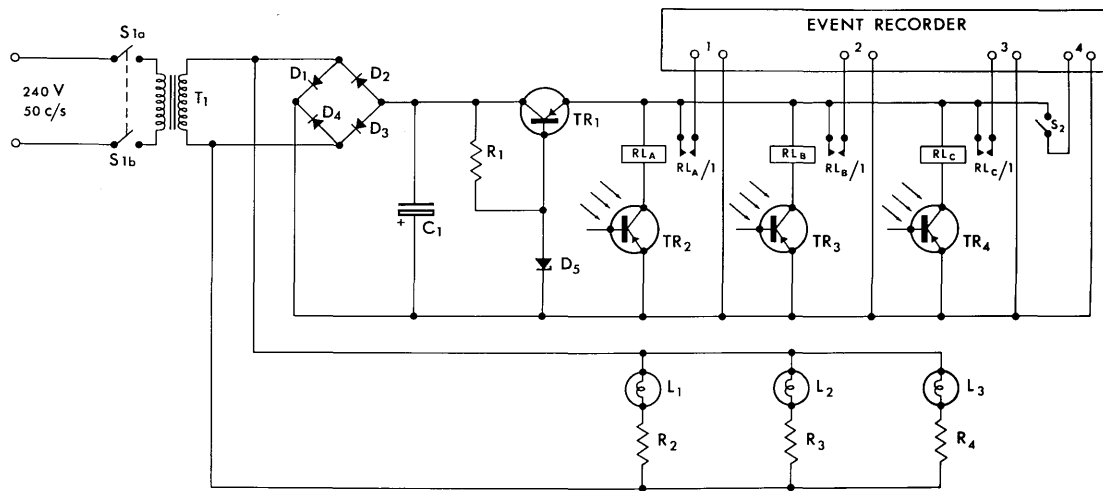 EVENT RECORDER
1
2
3
4
S1a
240 V
50 c/s
T1
S1b
D1
D2
D4
D3
TR1
R1
+
C1
D5
RLA
RLA/1
TR2
RLB
RLB/1
TR3
RLC
RLC/1
TR4
S2
L1
L2
L3
R2
R3
R4